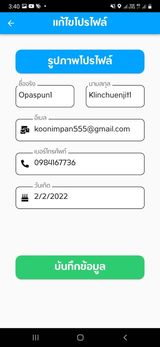 3:40
แก้ไขโปรไฟล์
รูปภาพโปรไฟล์
ชื่อจริง นามสกุล
Opaspun1 Klinchuenjit1
อีเมล
koonimpan555@gmail.com
เบอร์โทรศัพท์
0984167736
วันเกิด
2/2/2022
บันทึกข้อมูล